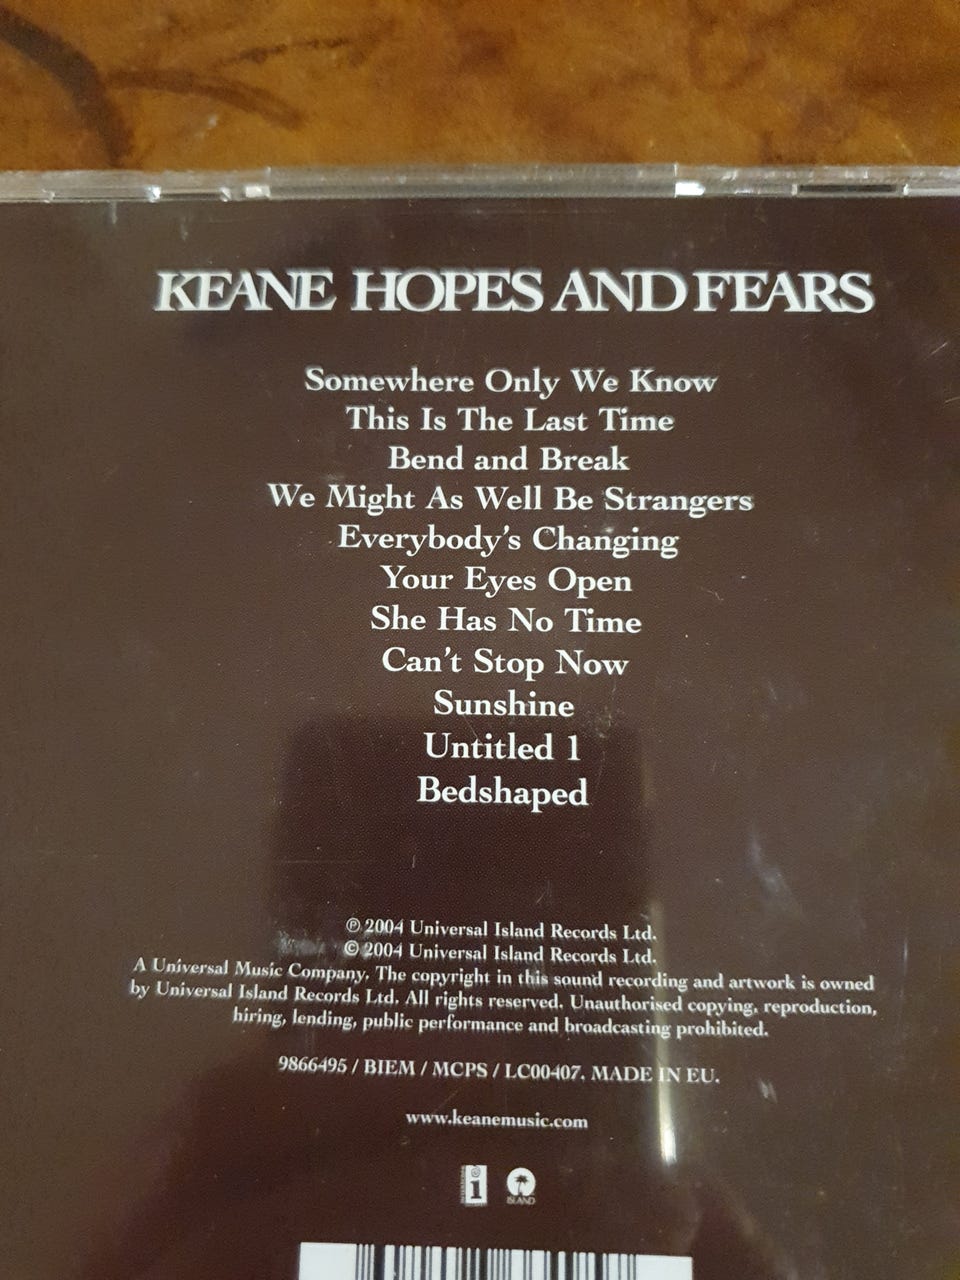 KEANE HOPES AND FEARS
Somewhere Only We Know
This Is The Last Time
Bend and Break
We Might As Well Be Strangers
Everybody's Changing
Your Eyes Open
She Has No Time
Can't Stop Now
Sunshine
Untitled 1
Bedshaped
℗ 2004 Universal Island Records Ltd.
© 2004 Universal Island Records Ltd.
A Universal Music Company. The copyright in this sound recording and artwork is owned
by Universal Island Records Ltd. All rights reserved. Unauthorised copying, reproduction,
hiring, lending, public performance and broadcasting prohibited.
9866495 / BIEM / MCPS / LC00407. MADE IN EU.
www.keanemusic.com
i ISLAND